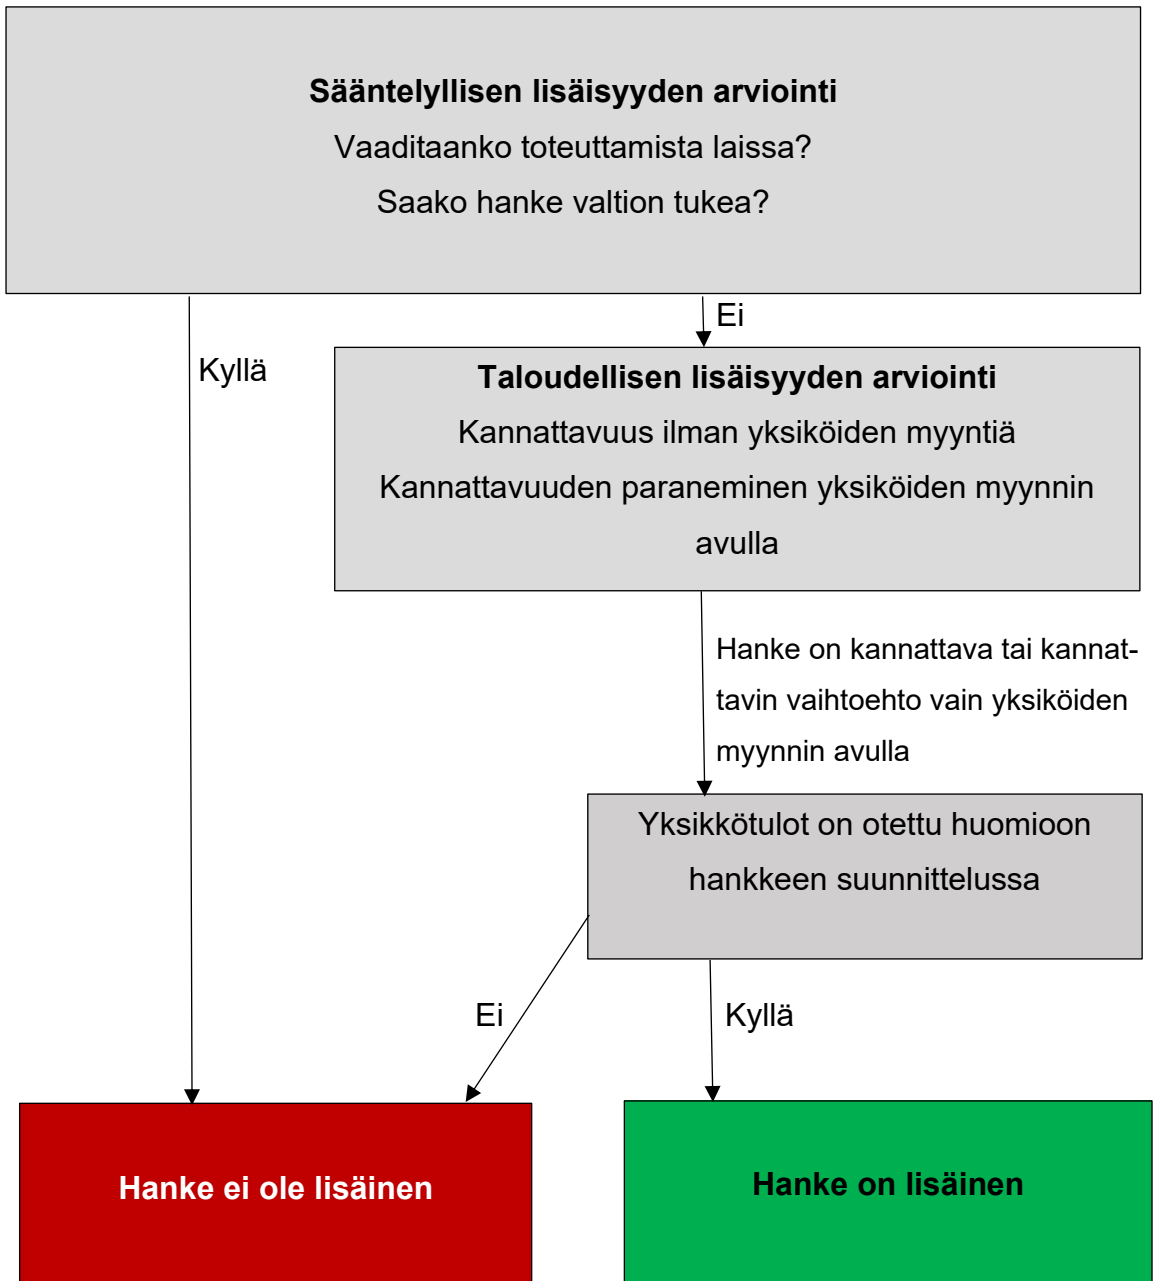 Sääntelyllisen lisäisyyden arviointi
Vaaditaanko toteuttamista laissa?
Saako hanke valtion tukea?
Ei
Kyllä
Taloudellisen lisäisyyden arviointi
Kannattavuus ilman yksiköiden myyntiä
Kannattavuuden paraneminen yksiköiden myynnin
avulla
Hanke on kannattava tai kannat-
tavin vaihtoehto vain yksiköiden
myynnin avulla
Yksikkötulot on otettu huomioon
hankkeen suunnittelussa
Ei
Kyllä
Hanke ei ole lisäinen
Hanke on lisäinen